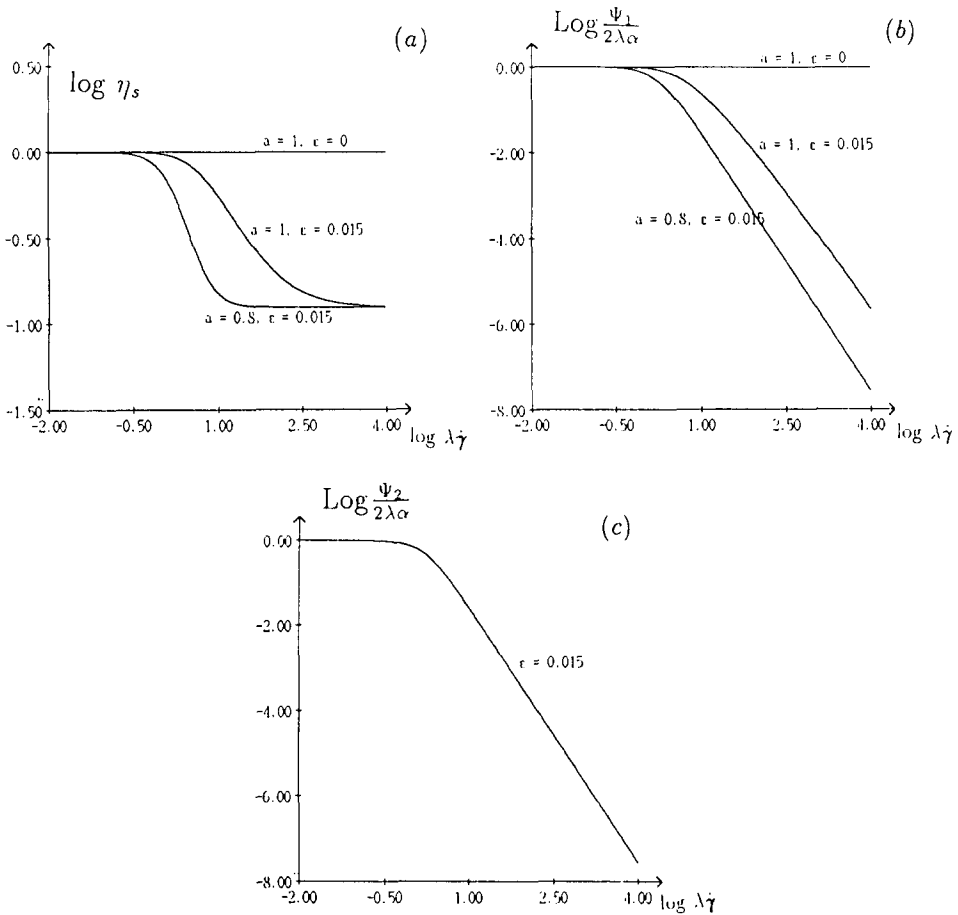 (a)
log ηs
0.50
0.00
-0.50
-1.00
-1.50
-2.00 -0.50 1.00 2.50 4.00
log λγ̇
a = 1, ε = 0
a = 1, ε = 0.015
a = 0.8, ε = 0.015
(b)
Log Ψ1/2λα
0.00
-2.00
-4.00
-6.00
-8.00
-2.00 -0.50 1.00 2.50 4.00
log λγ̇
a = 1, ε = 0
a = 1, ε = 0.015
a = 0.8, ε = 0.015
(c)
Log Ψ2/2λα
0.00
-2.00
-4.00
-6.00
-8.00
-2.00 -0.50 1.00 2.50 4.00
log λγ̇
ε = 0.015